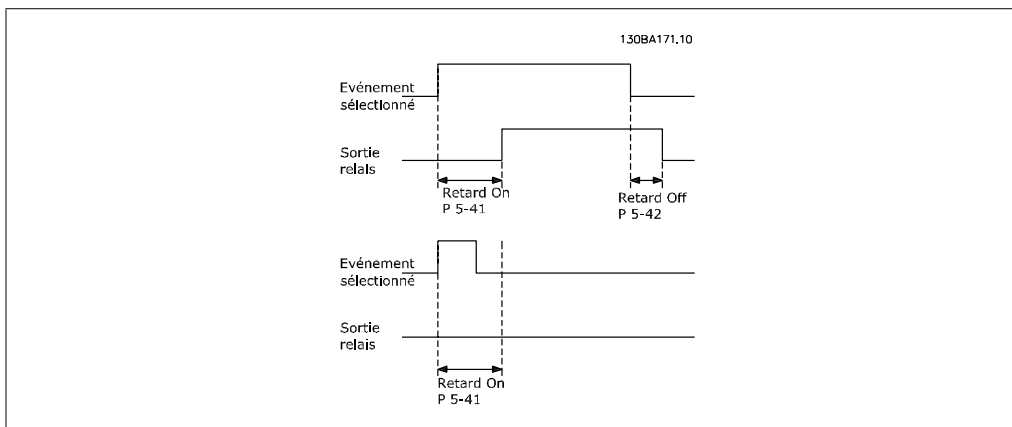 130BA171.10
Evénement
sélectionné
Sortie
relais
Retard On
P 5-41
Retard Off
P 5-42
Evénement
sélectionné
Sortie
relais
Retard On
P 5-41